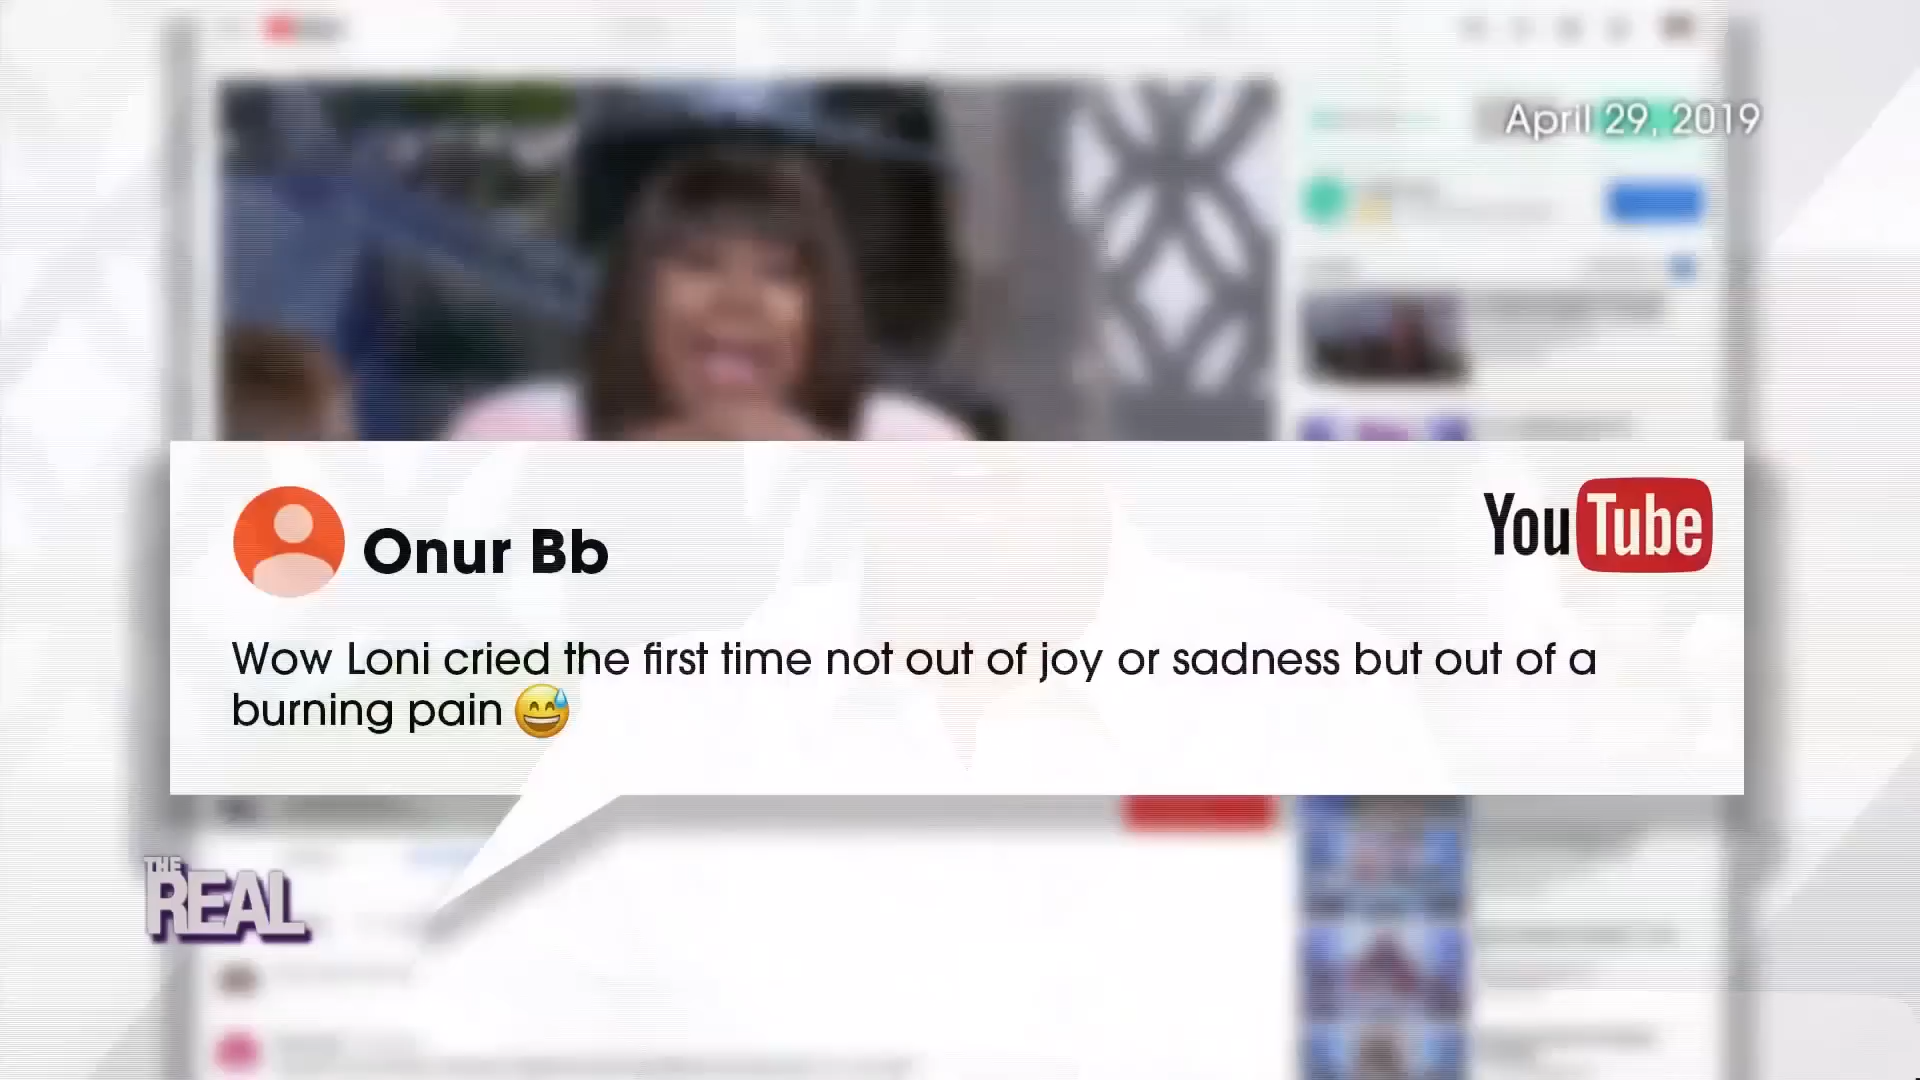 April 29, 2019
Onur Bb
YouTube
Wow Loni cried the first time not out of joy or sadness but out of a
burning pain 😅
THE
REAL